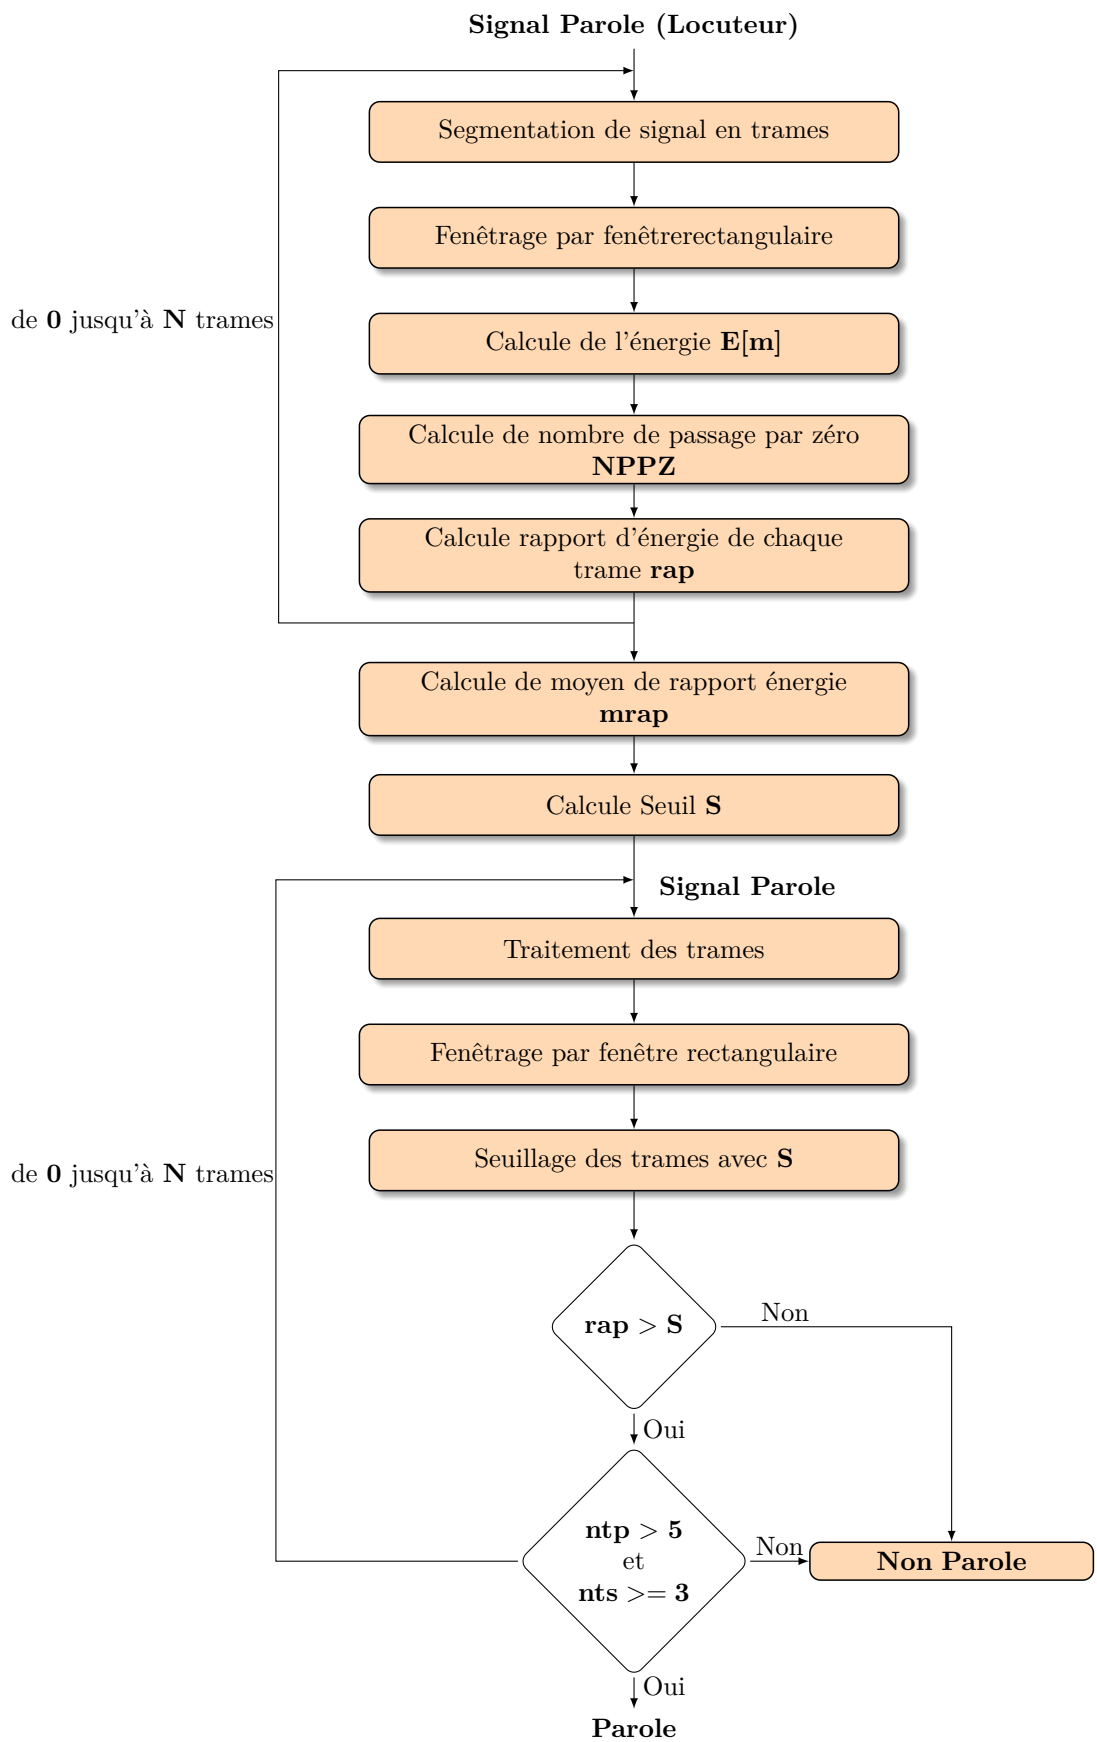 Signal Parole (Locuteur)
Segmentation de signal en trames
Fenêtrage par fenêtrerectangulaire
de 0 jusqu'à N trames
Calcule de l'énergie E[m]
Calcule de nombre de passage par zéro
NPPZ
Calcule rapport d'énergie de chaque
trame rap
Calcule de moyen de rapport énergie
mrap
Calcule Seuil S
Signal Parole
Traitement des trames
Fenêtrage par fenêtre rectangulaire
Seuillage des trames avec S
de 0 jusqu'à N trames
rap > S
Non
Oui
ntp > 5
et
nts >= 3
Non
Non Parole
Oui
Parole